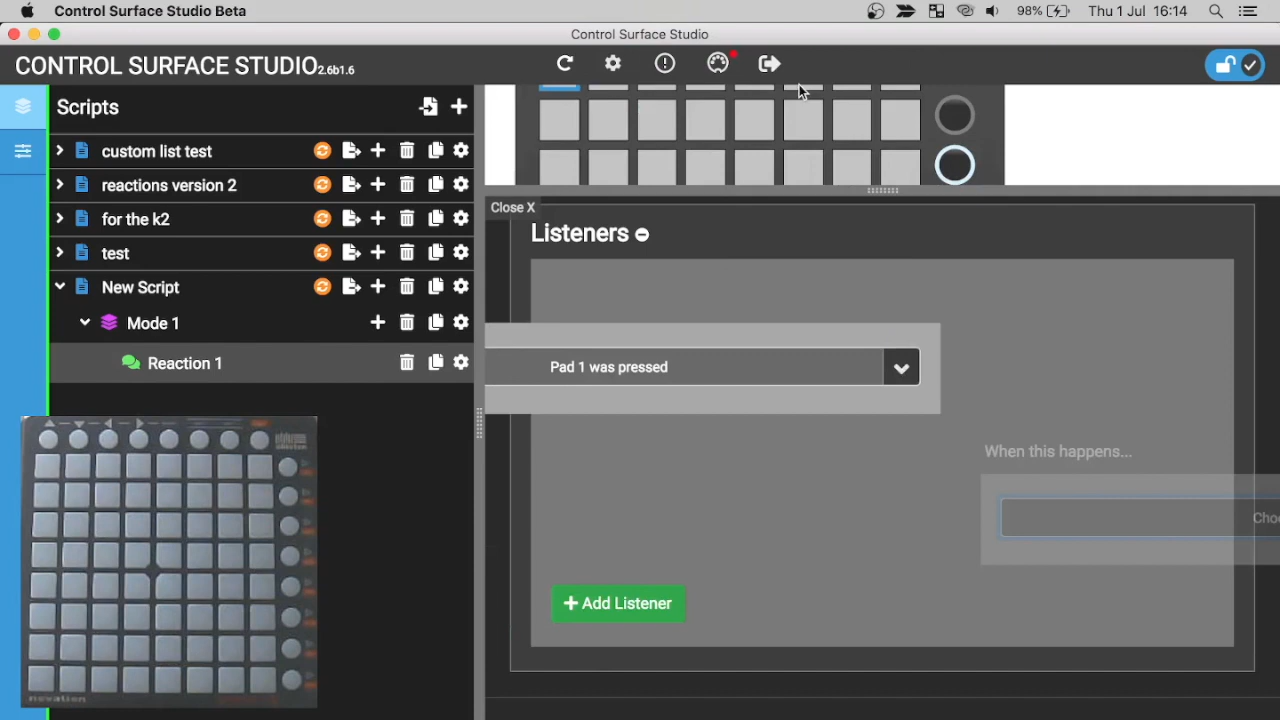 Control Surface Studio Beta
98%
Thu 1 Jul 16:14
Control Surface Studio
CONTROL SURFACE STUDIO2.6b1.6
Scripts
custom list test
reactions version 2
for the k2
test
New Script
Mode 1
Reaction 1
Close X
Listeners
Pad 1 was pressed
When this happens...
Choo
+ Add Listener
novation